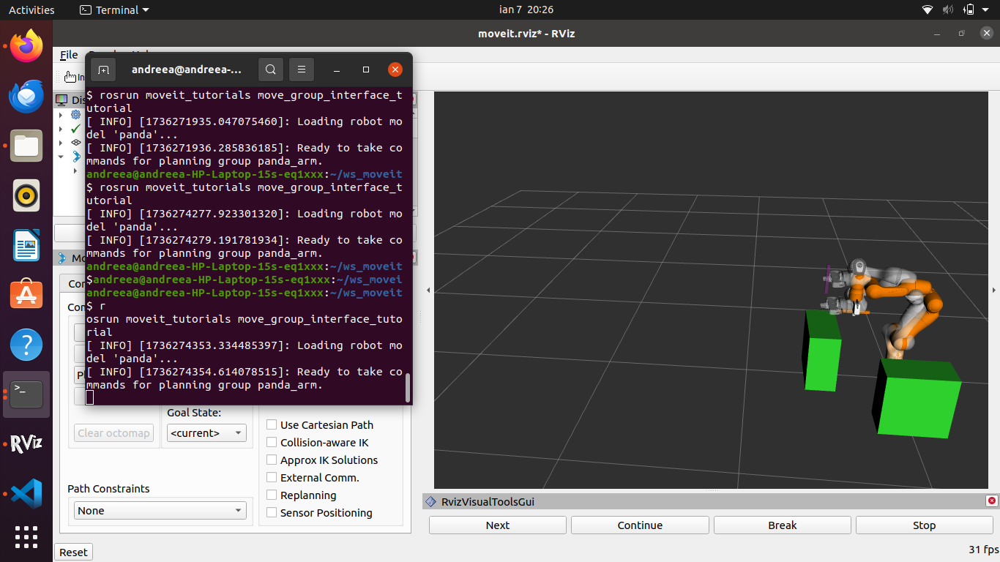 Activities
Terminal
ian 7 20:26
moveit.rviz* - RViz
File
In
andreea@andreea-...
Dis
$ rosrun moveit_tutorials move_group_interface_t
utorial
[ INFO] [1736271935.047075460]: Loading robot mo
del 'panda'...
[ INFO] [1736271936.285836185]: Ready to take co
mmands for planning group panda_arm.
andreea@andreea-HP-Laptop-15s-eq1xxx:~/ws_moveit
$ rosrun moveit_tutorials move_group_interface_t
utorial
[ INFO] [1736274277.923301320]: Loading robot mo
del 'panda'...
[ INFO] [1736274279.191781934]: Ready to take co
mmands for planning group panda_arm.
andreea@andreea-HP-Laptop-15s-eq1xxx:~/ws_moveit
$andreea@andreea-HP-Laptop-15s-eq1xxx:~/ws_movei
andreea@andreea-HP-Laptop-15s-eq1xxx:~/ws_moveit
$ r
osrun moveit_tutorials move_group_interface_tuto
rial
[ INFO] [1736274353.334485397]: Loading robot mo
del 'panda'...
[ INFO] [1736274354.614078515]: Ready to take co
mmands for planning group panda_arm.
Mo
Con
Com
Pl
Goal State:
Clear octomap
<current>
Use Cartesian Path
Collision-aware IK
Approx IK Solutions
External Comm.
Replanning
Sensor Positioning
Path Constraints
None
Reset
RViz
RvizVisualToolsGui
Next
Continue
Break
Stop
31 fps